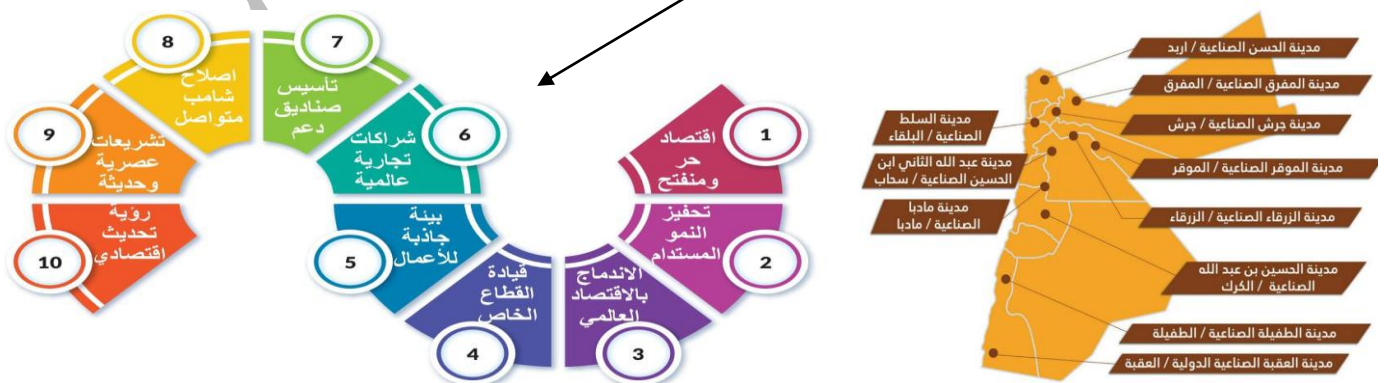 1
اقتصاد
حر
ومنفتح
2
تحفيز
النمو
المستدام
3
الاندماج
بالاقتصاد
العالمي
4
قيادة
القطاع
الخاص
5
بيئة
جاذبة
للأعمال
6
شراكات
تجارية
عالمية
7
تأسيس
صناديق
دعم
8
اصلاح
شامب
متواصل
9
تشريعات
عصرية
وحديثة
10
رؤية
تحديث
اقتصادي
مدينة الحسن الصناعية / اربد
مدينة المفرق الصناعية / المفرق
مدينة جرش الصناعية / جرش
مدينة الموقر الصناعية / الموقر
مدينة الزرقاء الصناعية / الزرقاء
مدينة الحسين بن عبد الله
الصناعية / الكرك
مدينة الطفيلة الصناعية / الطفيلة
مدينة العقبة الصناعية الدولية / العقبة
مدينة السلط
الصناعية / البلقاء
مدينة عبد الله الثاني ابن
الحسين الصناعية / سحاب
مدينة مادبا
الصناعية / مادبا